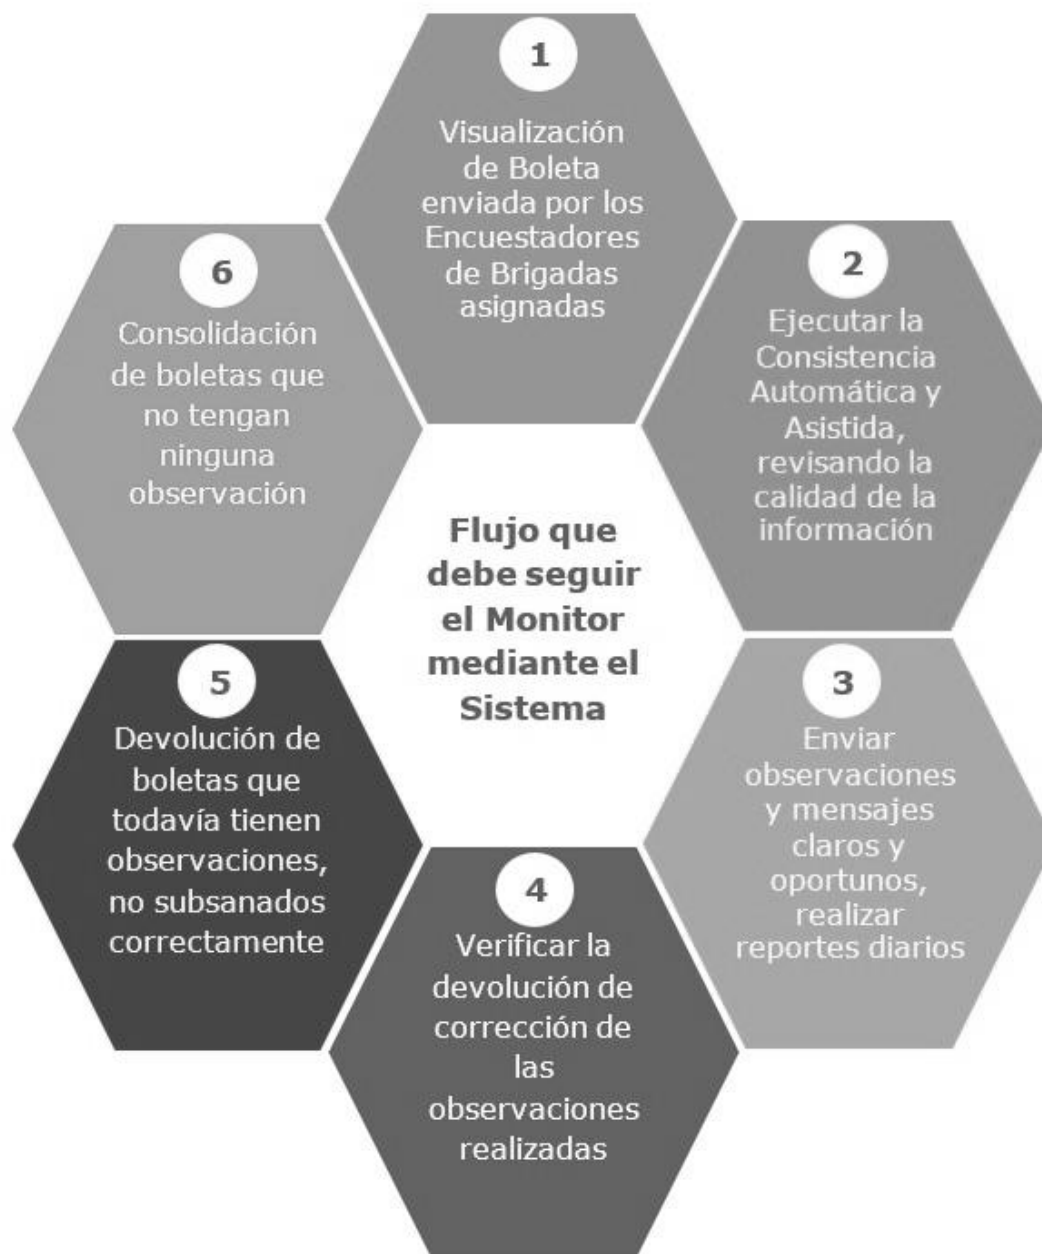 1
Visualización
de Boleta
enviada por los
Encuestadores
de Brigadas
asignadas
2
Ejecutar la
Consistencia
Automática y
Asistida,
revisando la
calidad de la
información
3
Enviar
observaciones
y mensajes
claros y
oportunos,
realizar
reportes diarios
4
Verificar la
devolución de
corrección de
las
observaciones
realizadas
5
Devolución de
boletas que
todavía tienen
observaciones,
no subsanados
correctamente
6
Consolidación
de boletas que
no tengan
ninguna
observación
Flujo que
debe seguir
el Monitor
mediante el
Sistema